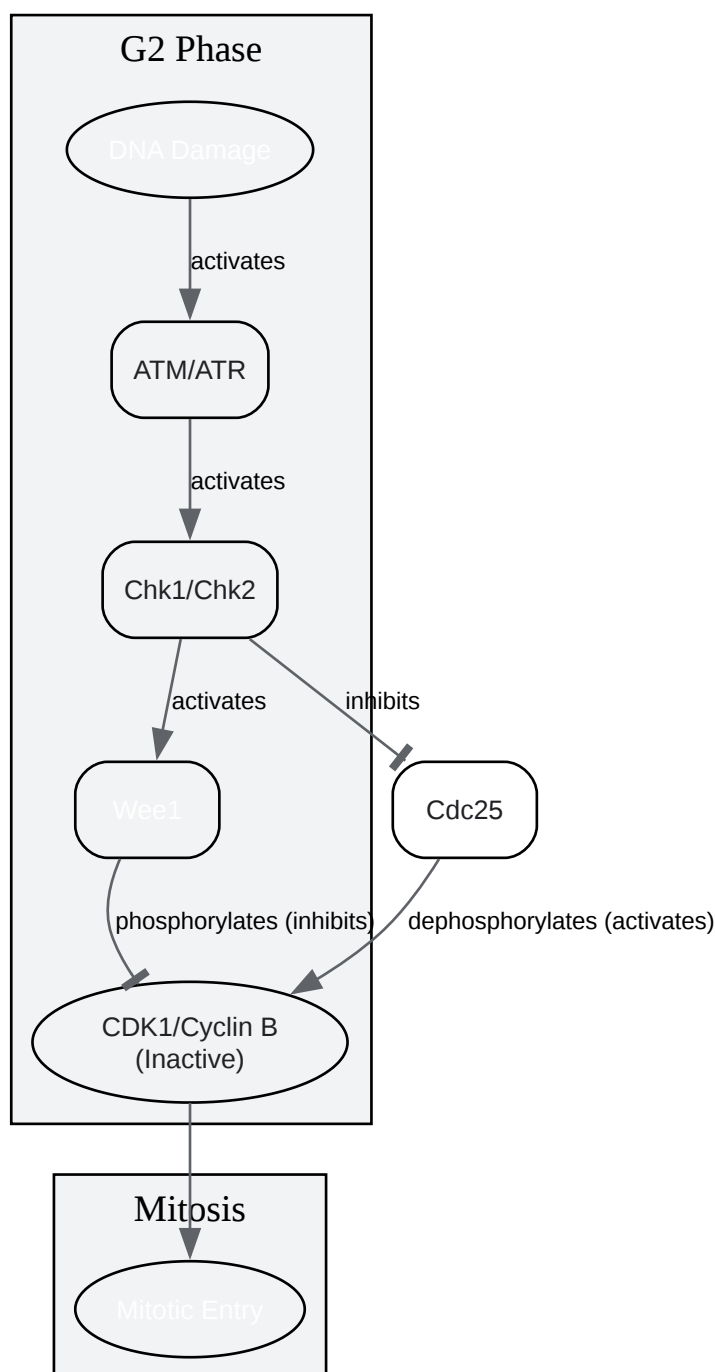 G2 Phase
DNA Damage
activates
ATM/ATR
activates
Chk1/Chk2
activates
inhibits
Wee1
Cdc25
phosphorylates (inhibits)
dephosphorylates (activates)
CDK1/Cyclin B
(Inactive)
Mitosis
Mitotic Entry